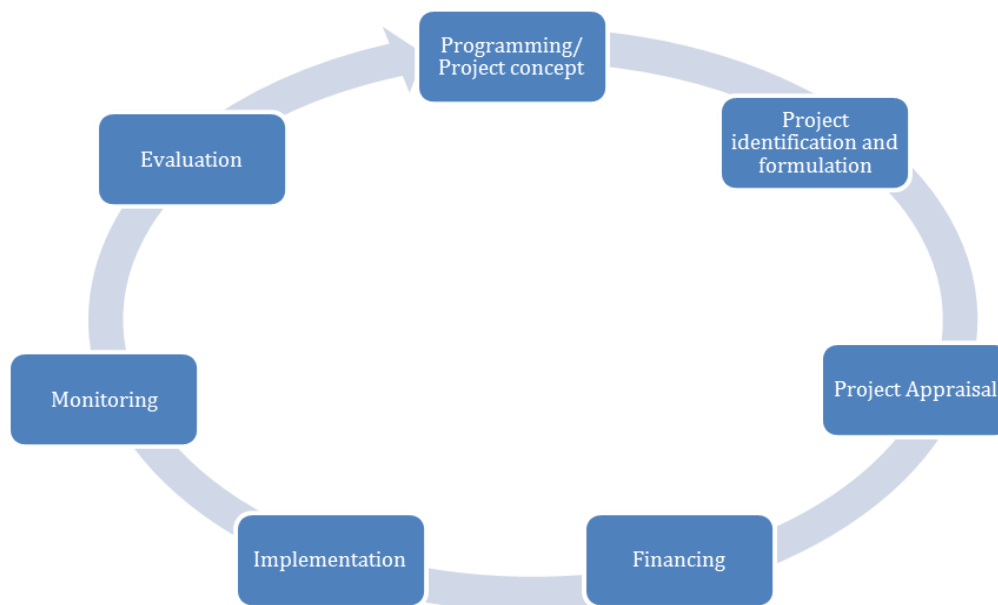 Programming/
Project concept
Project
identification and
formulation
Project Appraisal
Financing
Implementation
Monitoring
Evaluation